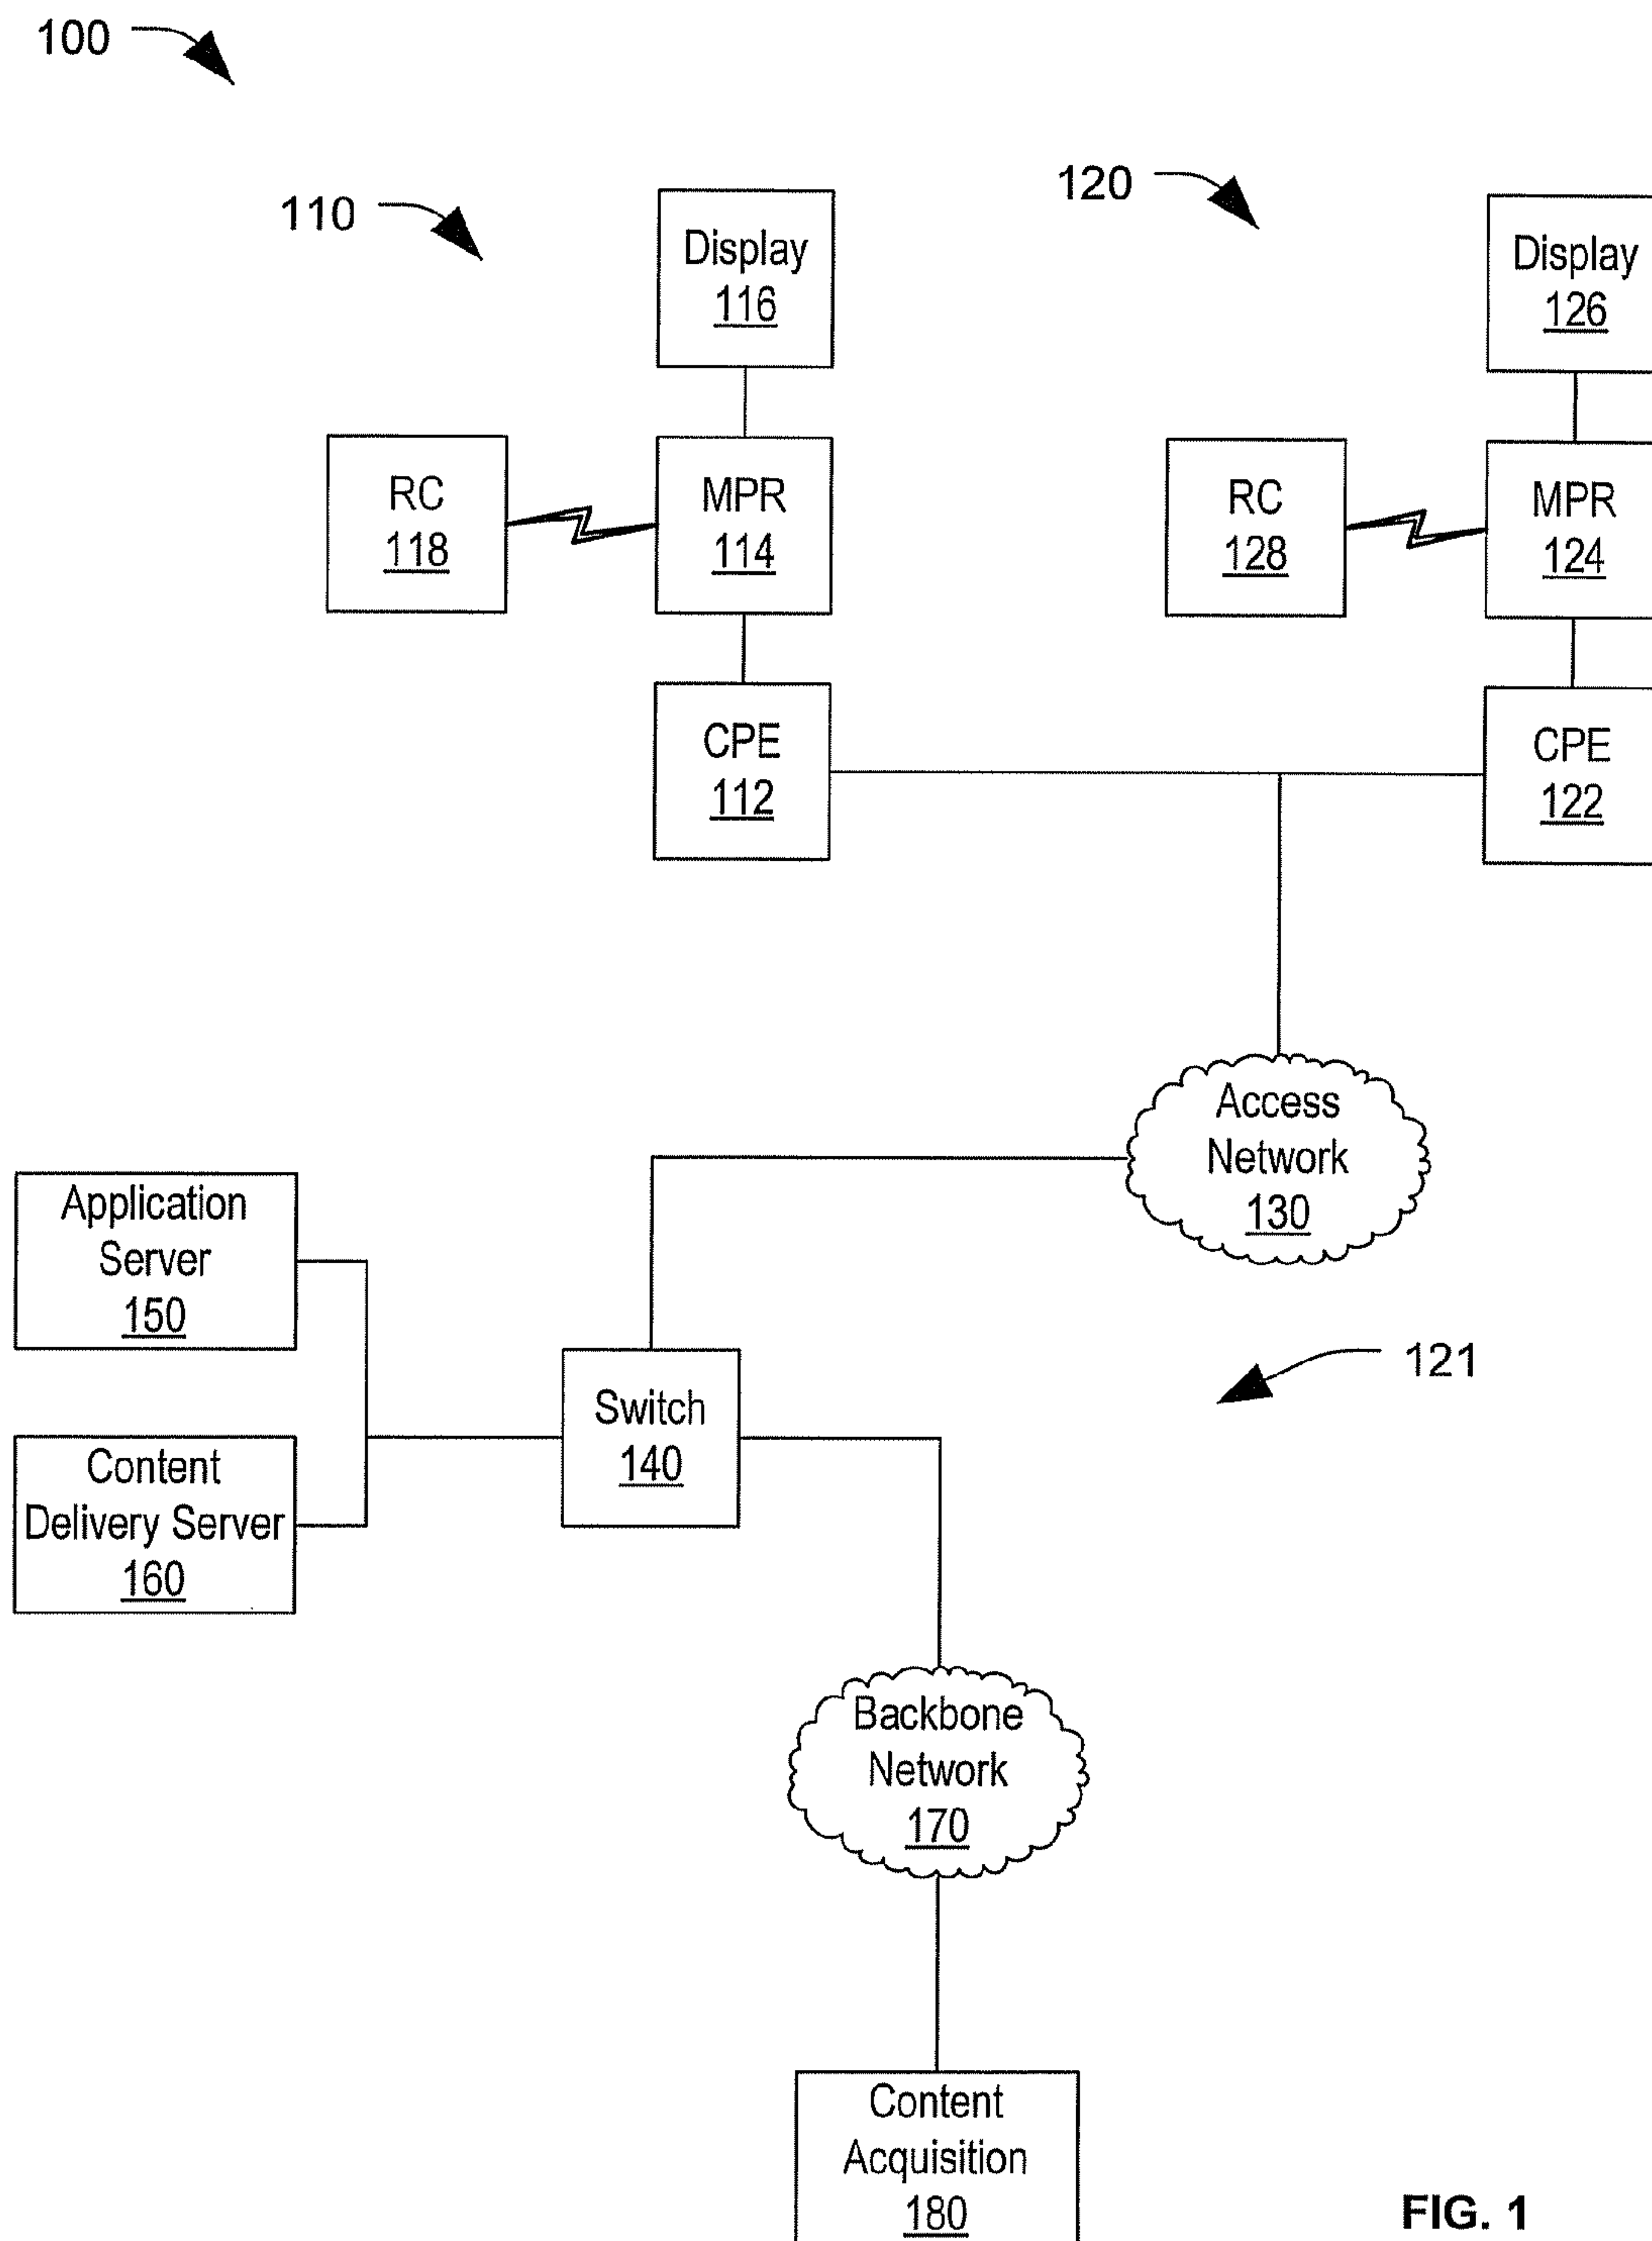 100
110
120
Display
116
Display
126
RC
118
MPR
114
RC
128
MPR
124
CPE
112
CPE
122
Access
Network
130
Application
Server
150
121
Switch
140
Content
Delivery Server
160
Backbone
Network
170
Content
Acquisition
180
FIG. 1